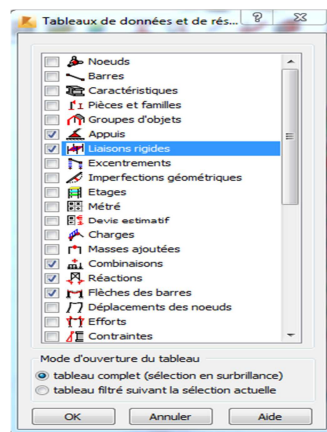 Tableaux de données et de rés...
Noeuds
Barres
Caractéristiques
Pièces et familles
Groupes d'objets
Appuis
Liaisons rigides
Excentrements
Imperfections géométriques
Etages
Métré
Devis estimatif
Charges
Masses ajoutées
Combinaisons
Réactions
Flèches des barres
Déplacements des noeuds
Efforts
Contraintes
Mode d'ouverture du tableau
tableau complet (sélection en surbrillance)
tableau filtré suivant la sélection actuelle
OK Annuler Aide